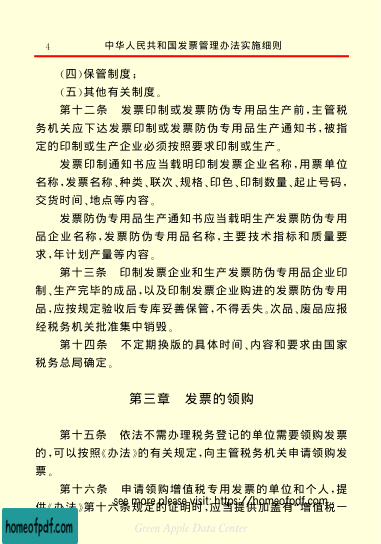 4 中华人民共和国发票管理办法实施细则
(四)保管制度;
(五)其他有关制度。
第十二条 发票印制或发票防伪专用品生产前,主管税
务机关应下达发票印制或发票防伪专用品生产通知书,被指
定的印制或生产企业必须按照要求印制或生产。
发票印制通知书应当载明印制发票企业名称,用票单位
名称,发票名称、种类、联次、规格、印色、印制数量、起止号码,
交货时间、地点等内容。
发票防伪专用品生产通知书应当载明生产发票防伪专用
品企业名称,发票防伪专用品名称,主要技术指标和质量要
求,年计划产量等内容。
第十三条 印制发票企业和生产发票防伪专用品企业印
制、生产完毕的成品,以及印制发票企业购进的发票防伪专用
品,应按规定验收后专库妥善保管,不得丢失。次品、废品应报
经税务机关批准集中销毁。
第十四条 不定期换版的具体时间、内容和要求由国家
税务总局确定。
第三章 发票的领购
第十五条 依法不需办理税务登记的单位需要领购发票
的,可以按照《办法》的有关规定,向主管税务机关申请领购发
票。
第十六条 申请领购增值税专用发票的单位和个人,提
see more please visit: https://homeofpdf.com
供《办法》第十六条规定的证明时,应当提供加盖有“增值税一
homeofpdf.com
Green Apple Data Center